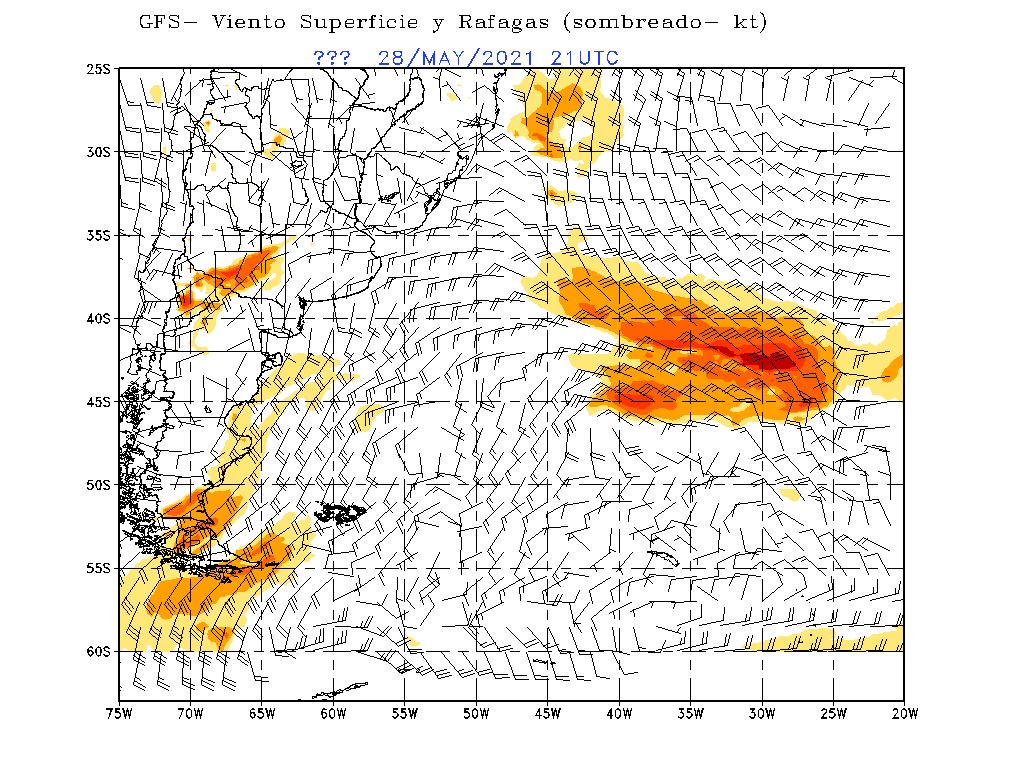 GFS− Viento Superficie y Rafagas (sombreado− kt)
??? 28/MAY/2021 21UTC
25S
30S
35S
40S
45S
50S
55S
60S
75W 70W 65W 60W 55W 50W 45W 40W 35W 30W 25W 20W